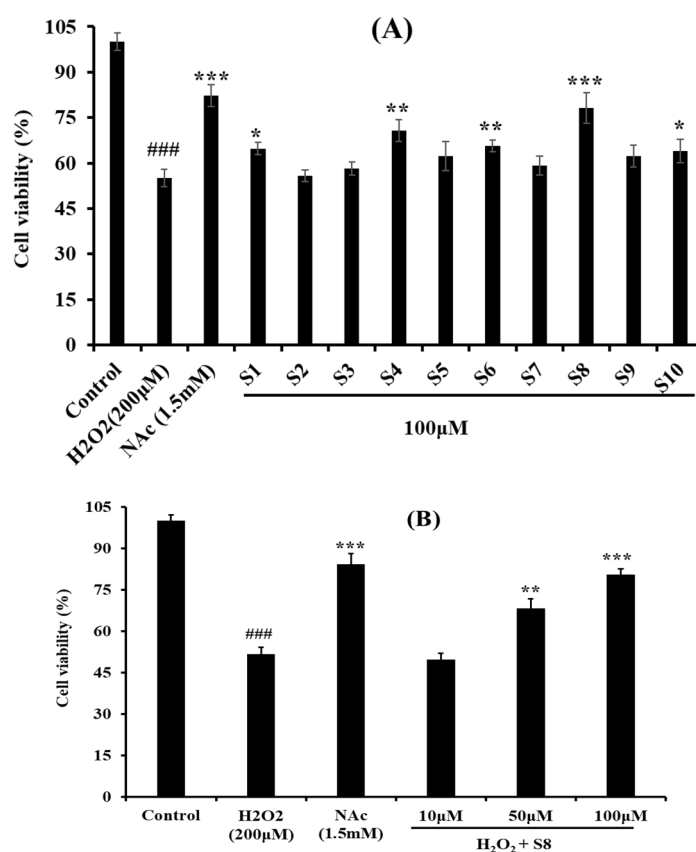 (A)
Cell viability (%)
105
90
75
60
45
30
15
0
###
***
*
**
**
***
*
Control
H2O2(200μM)
NAc (1.5mM)
S1
S2
S3
S4
S5
S6
S7
S8
S9
S10
100μM
(B)
Cell viability (%)
105
90
75
60
45
30
15
0
###
***
**
***
Control
H2O2
(200μM)
NAc
(1.5mM)
10μM
50μM
100μM
H₂O₂ + S8